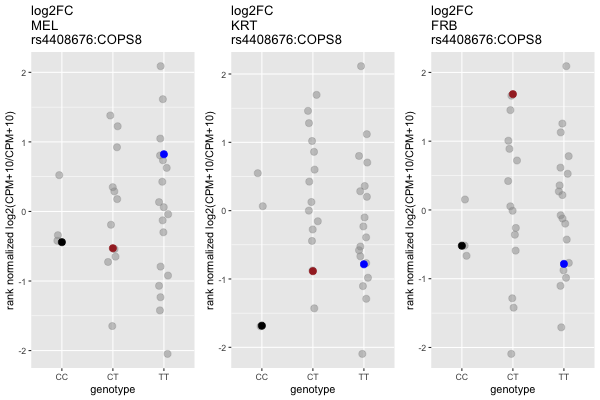 log2FC
MEL
rs4408676:COPS8
rank normalized log2(CPM+10/CPM+10)
2
1
0
-1
-2
CC
CT
TT
genotype
log2FC
KRT
rs4408676:COPS8
rank normalized log2(CPM+10/CPM+10)
2
1
0
-1
-2
CC
CT
TT
genotype
log2FC
FRB
rs4408676:COPS8
rank normalized log2(CPM+10/CPM+10)
2
1
0
-1
-2
CC
CT
TT
genotype